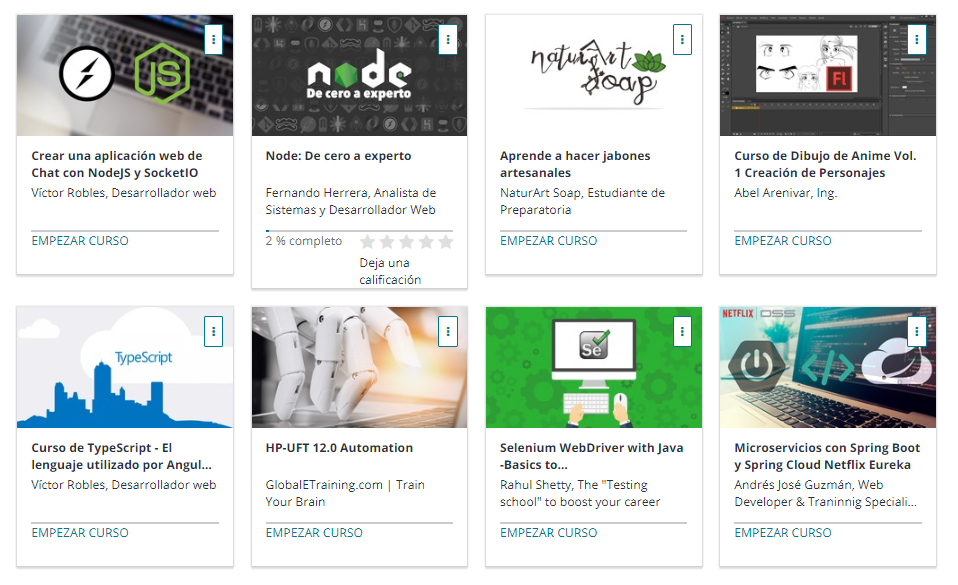 JS
Crear una aplicación web de
Chat con NodeJS y SocketIO
Víctor Robles, Desarrollador web
EMPEZAR CURSO
node
De cero a experto
Node: De cero a experto
Fernando Herrera, Analista de
Sistemas y Desarrollador Web
2 % completo
Deja una
calificación
naturArt
Soap
Aprende a hacer jabones
artesanales
NaturArt Soap, Estudiante de
Preparatoria
EMPEZAR CURSO
Fl
Curso de Dibujo de Anime Vol.
1 Creación de Personajes
Abel Arenivar, Ing.
EMPEZAR CURSO
TypeScript
Curso de TypeScript - El
lenguaje utilizado por Angul...
Víctor Robles, Desarrollador web
EMPEZAR CURSO
HP-UFT 12.0 Automation
GlobalETraining.com | Train
Your Brain
EMPEZAR CURSO
Se
Selenium WebDriver with Java
-Basics to...
Rahul Shetty, The "Testing
school" to boost your career
EMPEZAR CURSO
NETFLIX OSS
</>
Microservicios con Spring Boot
y Spring Cloud Netflix Eureka
Andrés José Guzmán, Web
Developer & Traninnig Speciali...
EMPEZAR CURSO